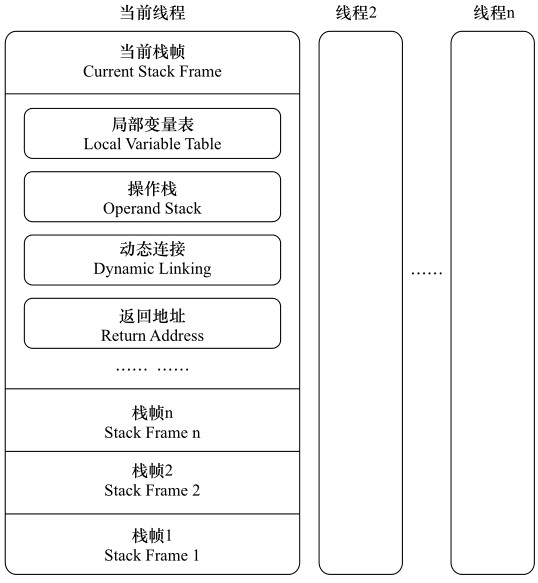 当前线程
线程2
线程n
当前栈帧
Current Stack Frame
局部变量表
Local Variable Table
操作栈
Operand Stack
动态连接
Dynamic Linking
返回地址
Return Address
…… ……
……
栈帧n
Stack Frame n
栈帧2
Stack Frame 2
栈帧1
Stack Frame 1